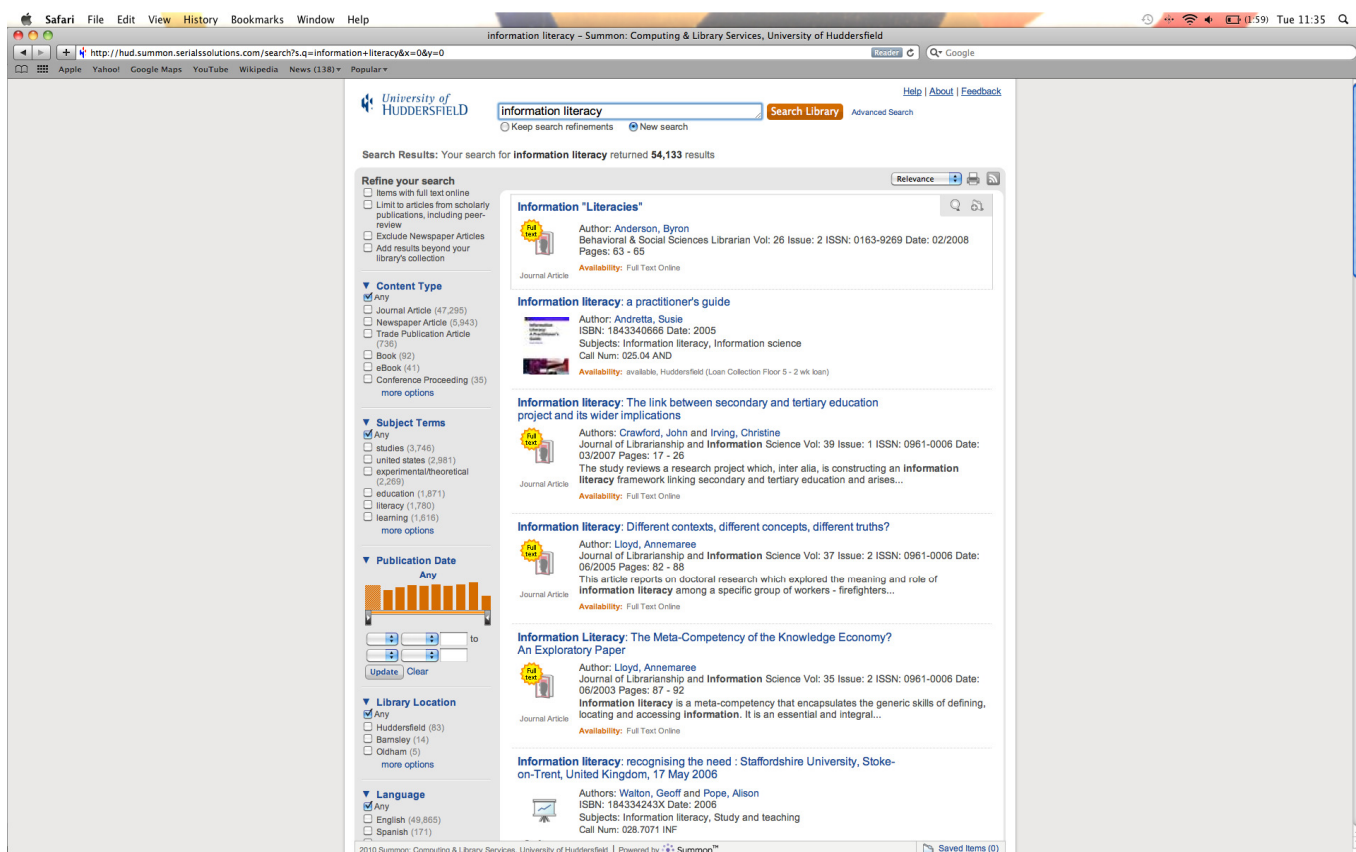 Safari File Edit View History Bookmarks Window Help
(1:59) Tue 11:35
information literacy – Summon: Computing & Library Services, University of Huddersfield
http://hud.summon.serialssolutions.com/search?s.q=information+literacy&x=0&y=0
Reader
Google
Apple Yahoo! Google Maps YouTube Wikipedia News (138) Popular
Help | About | Feedback
University of
HUDDERSFIELD
information literacy
Search Library
Advanced Search
Keep search refinements New search
Search Results: Your search for information literacy returned 54,133 results
Refine your search
Items with full text online
Limit to articles from scholarly
publications, including peer-
review
Exclude Newspaper Articles
Add results beyond your
library's collection
Content Type
Any
Journal Article (47,295)
Newspaper Article (5,943)
Trade Publication Article
(736)
Book (92)
eBook (41)
Conference Proceeding (35)
more options
Subject Terms
Any
studies (3,746)
united states (2,981)
experimental/theoretical
(2,269)
education (1,871)
literacy (1,780)
learning (1,616)
more options
Publication Date
Any
to
Update Clear
Library Location
Any
Huddersfield (83)
Barnsley (14)
Oldham (5)
more options
Language
Any
English (49,865)
Spanish (171)
Relevance
Information "Literacies"
Full
text
Journal Article
Author: Anderson, Byron
Behavioral & Social Sciences Librarian Vol: 26 Issue: 2 ISSN: 0163-9269 Date: 02/2008
Pages: 63 - 65
Availability: Full Text Online
Information literacy: a practitioner's guide
Author: Andretta, Susie
ISBN: 1843340666 Date: 2005
Subjects: Information literacy, Information science
Call Num: 025.04 AND
Availability: available, Huddersfield (Loan Collection Floor 5 - 2 wk loan)
Information literacy: The link between secondary and tertiary education
project and its wider implications
Full
text
Journal Article
Authors: Crawford, John and Irving, Christine
Journal of Librarianship and Information Science Vol: 39 Issue: 1 ISSN: 0961-0006 Date:
03/2007 Pages: 17 - 26
The study reviews a research project which, inter alia, is constructing an information
literacy framework linking secondary and tertiary education and arises...
Availability: Full Text Online
Information literacy: Different contexts, different concepts, different truths?
Full
text
Journal Article
Author: Lloyd, Annemaree
Journal of Librarianship and Information Science Vol: 37 Issue: 2 ISSN: 0961-0006 Date:
06/2005 Pages: 82 - 88
This article reports on doctoral research which explored the meaning and role of
information literacy among a specific group of workers - firefighters...
Availability: Full Text Online
Information Literacy: The Meta-Competency of the Knowledge Economy?
An Exploratory Paper
Full
text
Journal Article
Author: Lloyd, Annemaree
Journal of Librarianship and Information Science Vol: 35 Issue: 2 ISSN: 0961-0006 Date:
06/2003 Pages: 87 - 92
Information literacy is a meta-competency that encapsulates the generic skills of defining,
locating and accessing information. It is an essential and integral...
Availability: Full Text Online
Information literacy: recognising the need : Staffordshire University, Stoke-
on-Trent, United Kingdom, 17 May 2006
Authors: Walton, Geoff and Pope, Alison
ISBN: 184334243X Date: 2006
Subjects: Information literacy, Study and teaching
Call Num: 028.7071 INF
2010 Summon: Computing & Library Services, University of Huddersfield | Powered by Summon™
Saved Items (0)